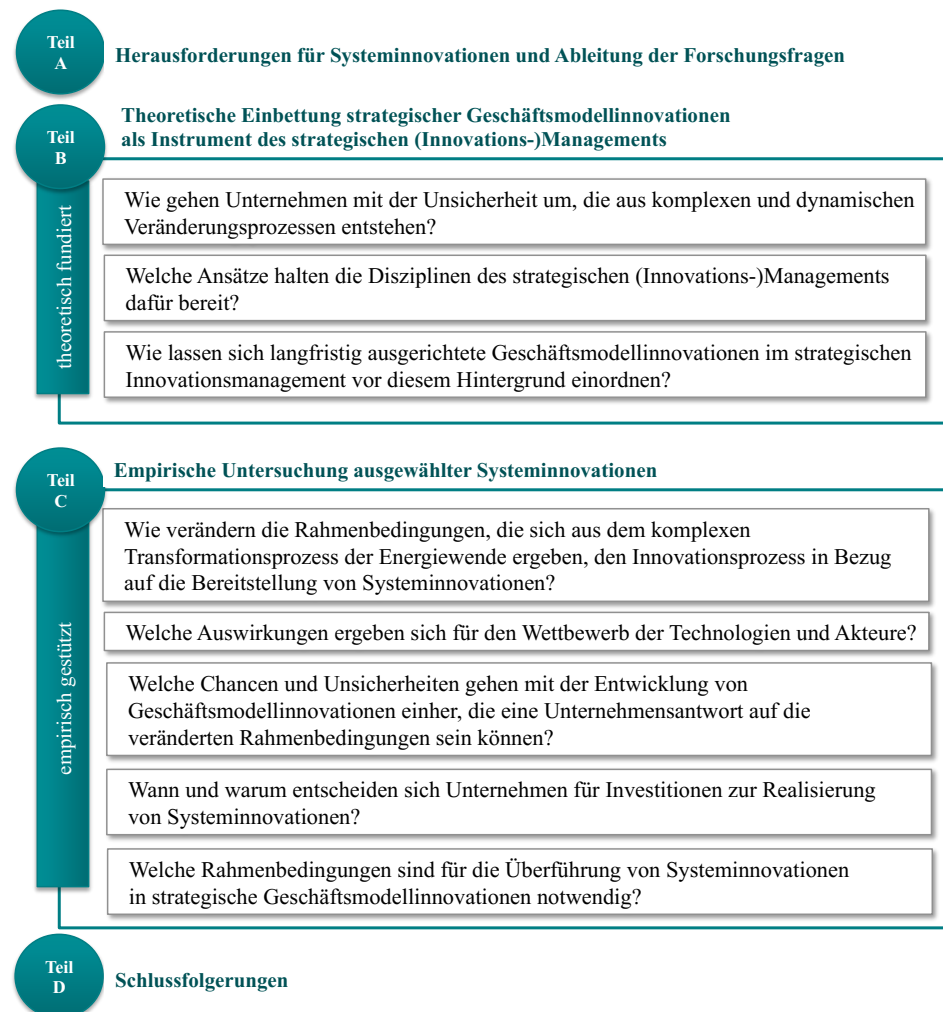 Teil
A
Herausforderungen für Systeminnovationen und Ableitung der Forschungsfragen
Teil
B
Theoretische Einbettung strategischer Geschäftsmodellinnovationen
als Instrument des strategischen (Innovations-)Managements
theoretisch fundiert
Wie gehen Unternehmen mit der Unsicherheit um, die aus komplexen und dynamischen
Veränderungsprozessen entstehen?
Welche Ansätze halten die Disziplinen des strategischen (Innovations-)Managements
dafür bereit?
Wie lassen sich langfristig ausgerichtete Geschäftsmodellinnovationen im strategischen
Innovationsmanagement vor diesem Hintergrund einordnen?
Teil
C
Empirische Untersuchung ausgewählter Systeminnovationen
empirisch gestützt
Wie verändern die Rahmenbedingungen, die sich aus dem komplexen
Transformationsprozess der Energiewende ergeben, den Innovationsprozess in Bezug
auf die Bereitstellung von Systeminnovationen?
Welche Auswirkungen ergeben sich für den Wettbewerb der Technologien und Akteure?
Welche Chancen und Unsicherheiten gehen mit der Entwicklung von
Geschäftsmodellinnovationen einher, die eine Unternehmensantwort auf die
veränderten Rahmenbedingungen sein können?
Wann und warum entscheiden sich Unternehmen für Investitionen zur Realisierung
von Systeminnovationen?
Welche Rahmenbedingungen sind für die Überführung von Systeminnovationen
in strategische Geschäftsmodellinnovationen notwendig?
Teil
D
Schlussfolgerungen